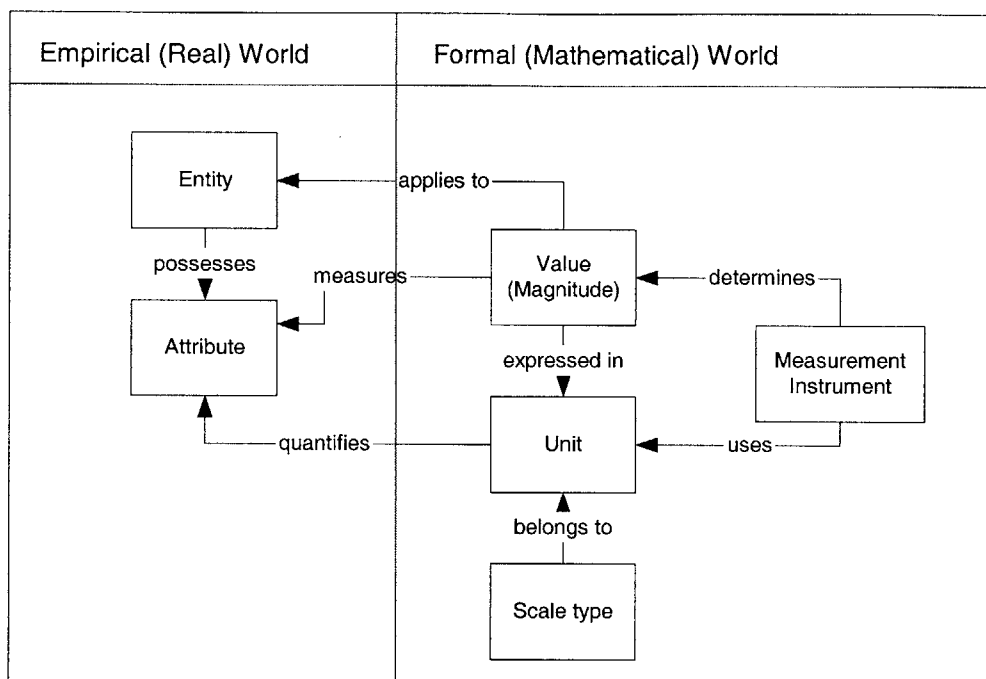 Empirical (Real) World
Formal (Mathematical) World
Entity
applies to
possesses
measures
Value
(Magnitude)
determines
Attribute
expressed in
Measurement
Instrument
quantifies
Unit
uses
belongs to
Scale type